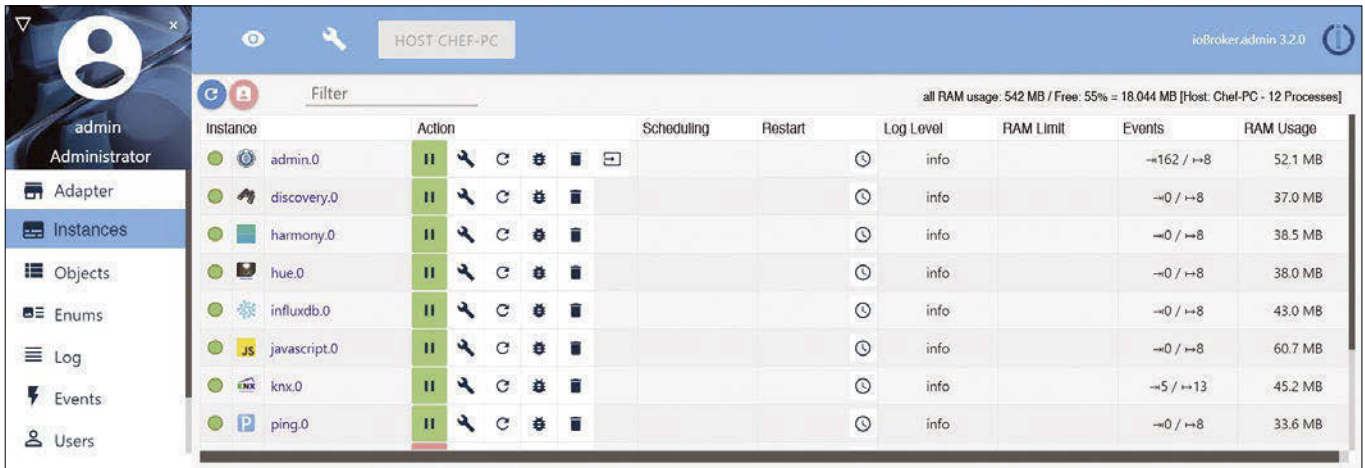 HOST CHEF-PC
ioBroker.admin 3.2.0
admin
Administrator
Adapter
Instances
Objects
Enums
Log
Events
Users
Filter
all RAM usage: 542 MB / Free: 55% = 18.044 MB [Host: Chef-PC - 12 Processes]
Instance Action Scheduling Restart Log Level RAM Limit Events RAM Usage
admin.0 info ⇥162 / ↦8 52.1 MB
discovery.0 info ⇥0 / ↦8 37.0 MB
harmony.0 info ⇥0 / ↦8 38.5 MB
hue.0 info ⇥0 / ↦8 38.0 MB
influxdb.0 info ⇥0 / ↦8 43.0 MB
JS javascript.0 info ⇥0 / ↦8 60.7 MB
KNX knx.0 info ⇥5 / ↦13 45.2 MB
P ping.0 info ⇥0 / ↦8 33.6 MB